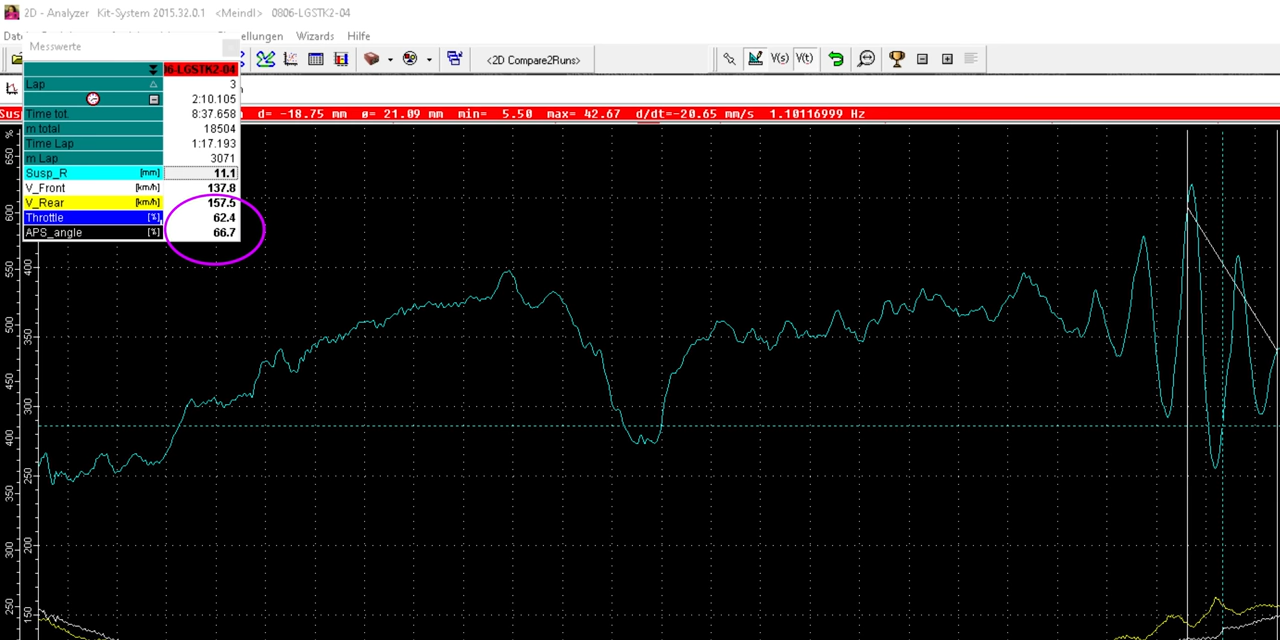 2D - Analyzer Kit-System 2015.32.0.1 <Meindl> 0806-LGSTK2-04
Wizards Hilfe
Messwerte
<2D Compare2Runs>
V(s) V(t)
6-LGSTK2-04
Lap 3
2:10.105
Time tot. 8:37.658
m total 18504
Time Lap 1:17.193
m Lap 3071
Susp_R [mm] 11.1
V_Front [km/h] 137.8
V_Rear [km/h] 157.5
Throttle [%] 62.4
APS_angle [%] 66.7
d= -18.75 mm ø= 21.09 mm min= 5.50 max= 42.67 d/dt=-20.65 mm/s 1.10116999 Hz
%
650
600
550
500
450
400
350
300
250
400
350
300
250
200
150